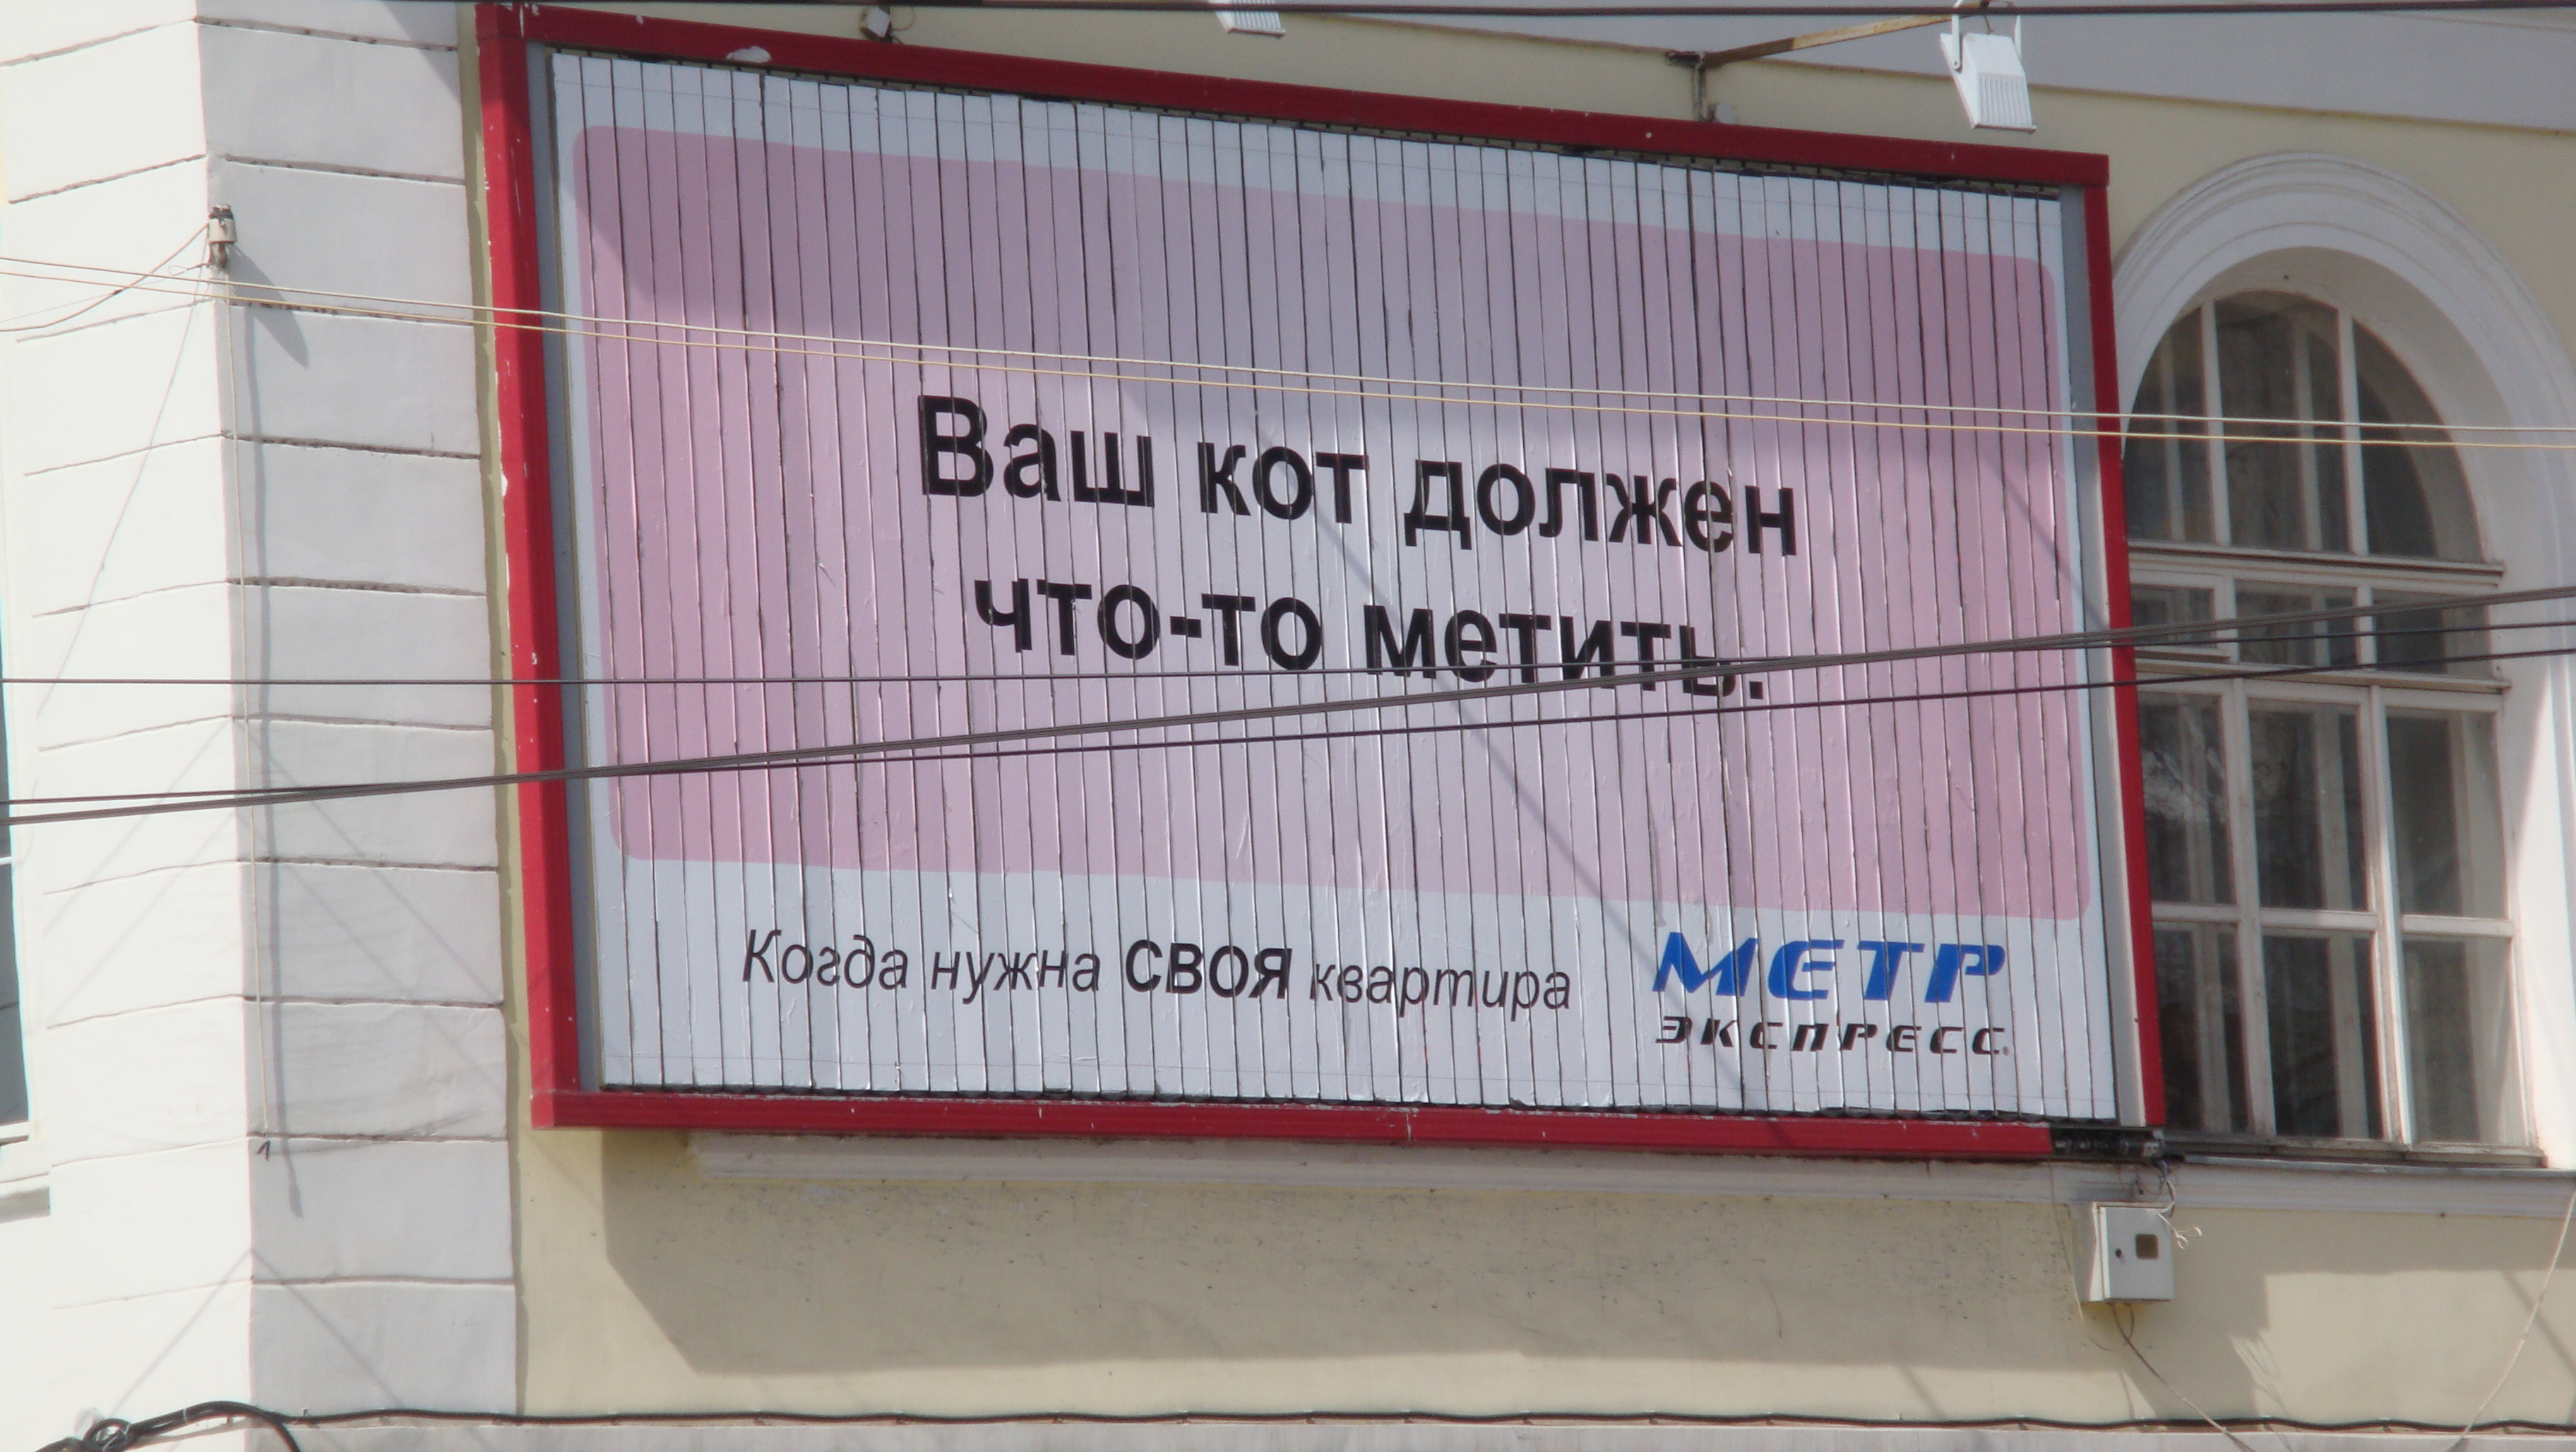 Ваш кот должен
что-то метить.
Когда нужна СВОЯ квартира
МЕТР
ЭКСПРЕСС